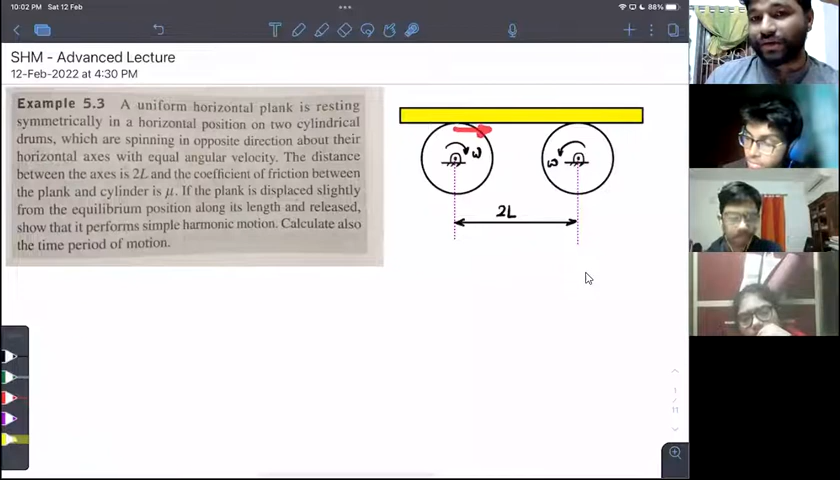 10:02 PM Sat 12 Feb
88%
SHM - Advanced Lecture
12-Feb-2022 at 4:30 PM
Example 5.3 A uniform horizontal plank is resting
symmetrically in a horizontal position on two cylindrical
drums, which are spinning in opposite direction about their
horizontal axes with equal angular velocity. The distance
between the axes is 2L and the coefficient of friction between
the plank and cylinder is μ. If the plank is displaced slightly
from the equilibrium position along its length and released,
show that it performs simple harmonic motion. Calculate also
the time period of motion.
ω
ω
2L
1
/
11